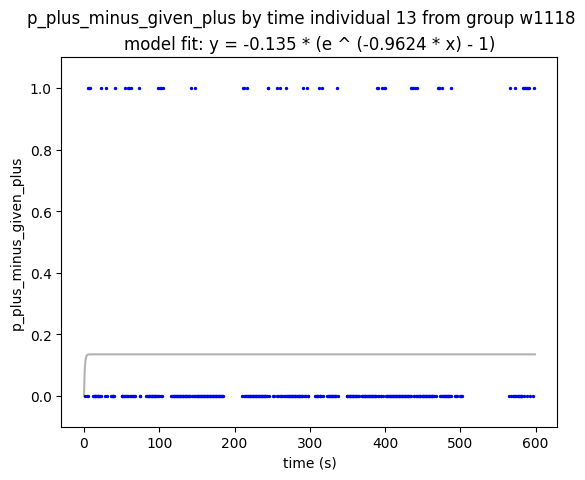 p_plus_minus_given_plus by time individual 13 from group w1118
model fit: y = -0.135 * (e ^ (-0.9624 * x) - 1)
1.0
0.8
0.6
0.4
0.2
0.0
p_plus_minus_given_plus
0 100 200 300 400 500 600
time (s)